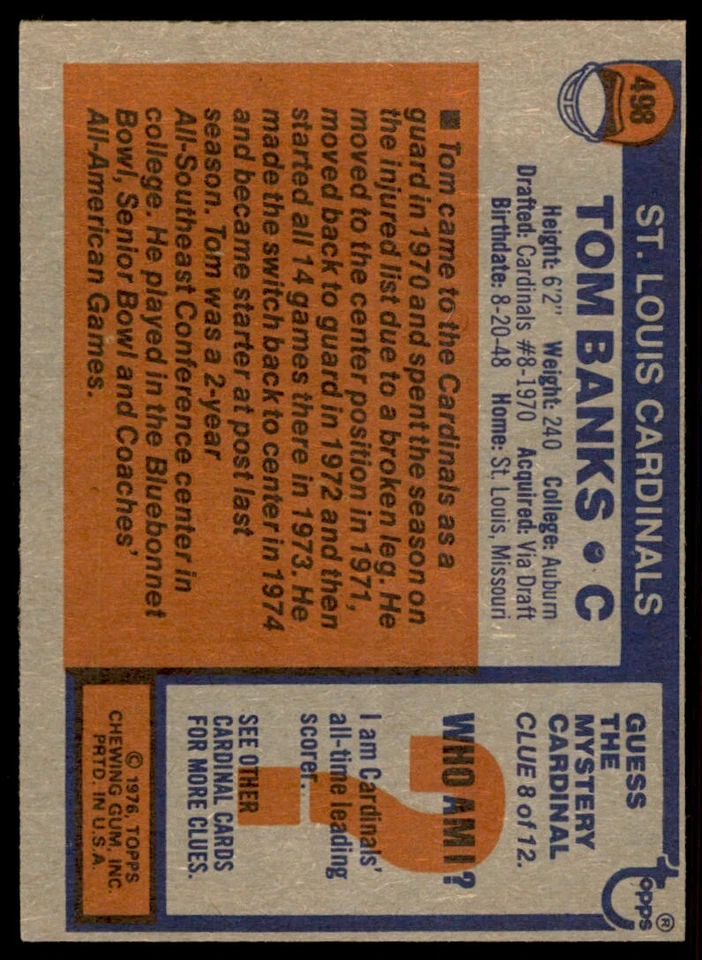 498
ST. LOUIS CARDINALS
TOM BANKS • C
Height: 6'2" Weight: 240 College: Auburn
Drafted: Cardinals #8-1970 Acquired: Via Draft
Birthdate: 8-20-48 Home: St. Louis, Missouri
■ Tom came to the Cardinals as a
guard in 1970 and spent the season on
the injured list due to a broken leg. He
moved to the center position in 1971,
moved back to guard in 1972 and then
started all 14 games there in 1973. He
made the switch back to center in 1974
and became starter at post last
season. Tom was a 2-year
All-Southeast Conference center in
college. He played in the Bluebonnet
Bowl, Senior Bowl and Coaches'
All-American Games.
topps®
GUESS
THE
MYSTERY
CARDINAL
CLUE 8 of 12.
?
WHO AM I?
I am Cardinals'
all-time leading
scorer.
SEE OTHER
CARDINAL CARDS
FOR MORE CLUES.
© 1976, TOPPS
CHEWING GUM, INC.
PRTD. IN U.S.A.